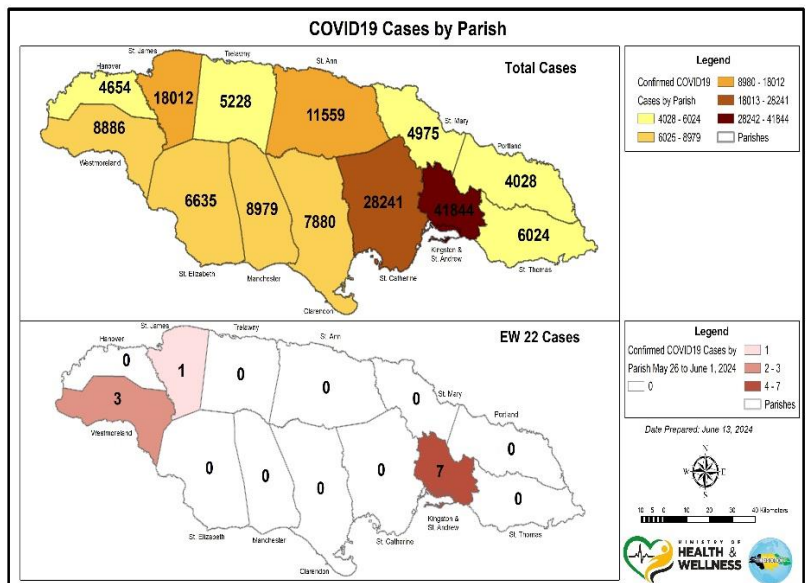 COVID19 Cases by Parish
Total Cases
Hanover
4654
St. James
18012
Trelawny
5228
St. Ann
11559
St. Mary
4975
Portland
4028
Westmoreland
8886
St. Elizabeth
6635
Manchester
8979
Clarendon
7880
St. Catherine
28241
Kingston &
St. Andrew
41844
St. Thomas
6024
Legend
Confirmed COVID19
Cases by Parish
4028 - 6024
6025 - 8979
8980 - 18012
18013 - 28241
28242 - 41844
Parishes
EW 22 Cases
Hanover
0
St. James
1
Trelawny
0
St. Ann
0
St. Mary
0
Portland
0
Westmoreland
3
St. Elizabeth
0
Manchester
0
Clarendon
0
St. Catherine
0
Kingston &
St. Andrew
7
St. Thomas
0
Legend
Confirmed COVID19 Cases by
Parish May 26 to June 1, 2024
0
1
2 - 3
4 - 7
Parishes
Date Prepared: June 13, 2024
N
W
E
S
10 5 0 10 20 30 40 Kilometers
MINISTRY OF
HEALTH &
WELLNESS